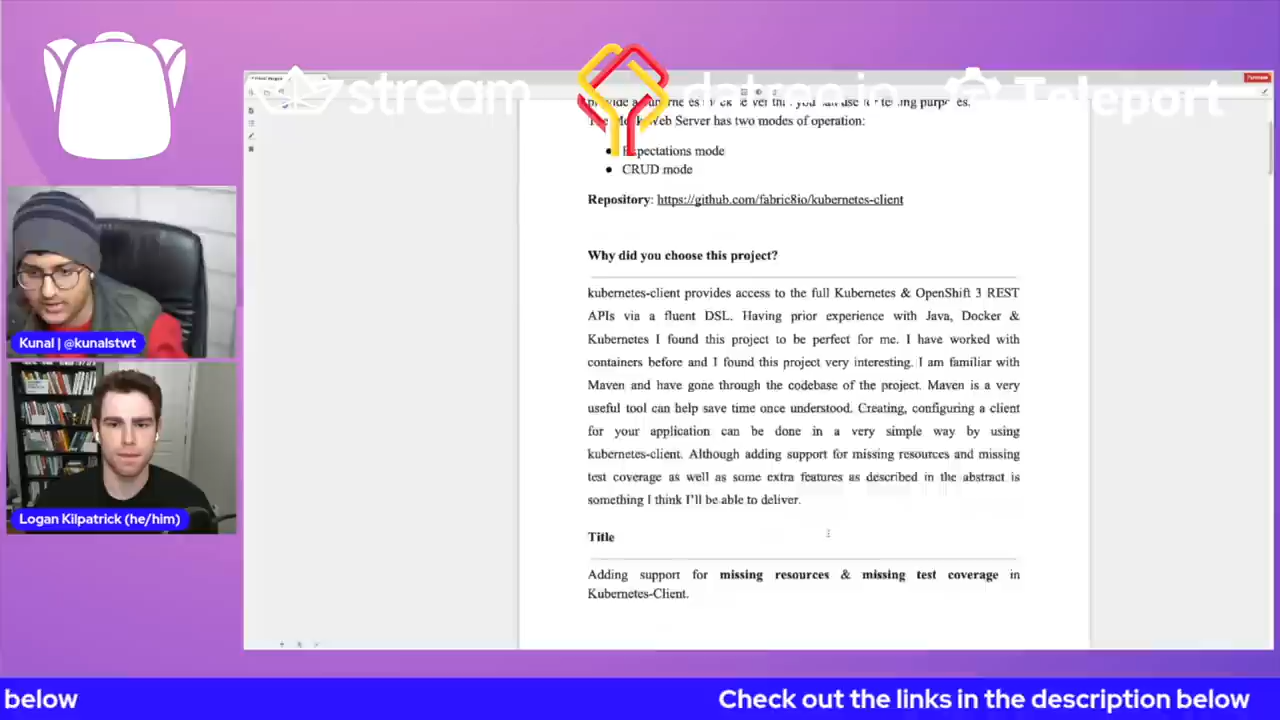 stream
Teleport
The Mock Web Server has two modes of operation:
● Expectations mode
● CRUD mode
Repository: https://github.com/fabric8io/kubernetes-client
Why did you choose this project?
kubernetes-client provides access to the full Kubernetes & OpenShift 3 REST
APIs via a fluent DSL. Having prior experience with Java, Docker &
Kubernetes I found this project to be perfect for me. I have worked with
containers before and I found this project very interesting. I am familiar with
Maven and have gone through the codebase of the project. Maven is a very
useful tool can help save time once understood. Creating, configuring a client
for your application can be done in a very simple way by using
kubernetes-client. Although adding support for missing resources and missing
test coverage as well as some extra features as described in the abstract is
something I think I'll be able to deliver.
Title
Adding support for missing resources & missing test coverage in
Kubernetes-Client.
Kunal | @kunalstwt
Logan Kilpatrick (he/him)
below
Check out the links in the description below